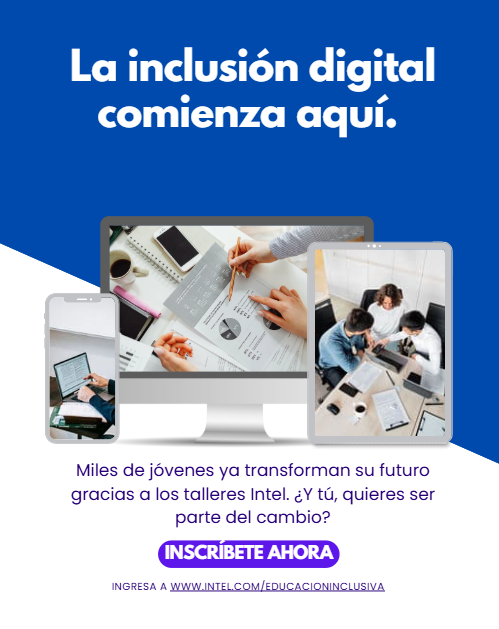 La inclusión digital
comienza aquí.
Miles de jóvenes ya transforman su futuro
gracias a los talleres Intel. ¿Y tú, quieres ser
parte del cambio?
INSCRÍBETE AHORA
INGRESA A WWW.INTEL.COM/EDUCACIONINCLUSIVA